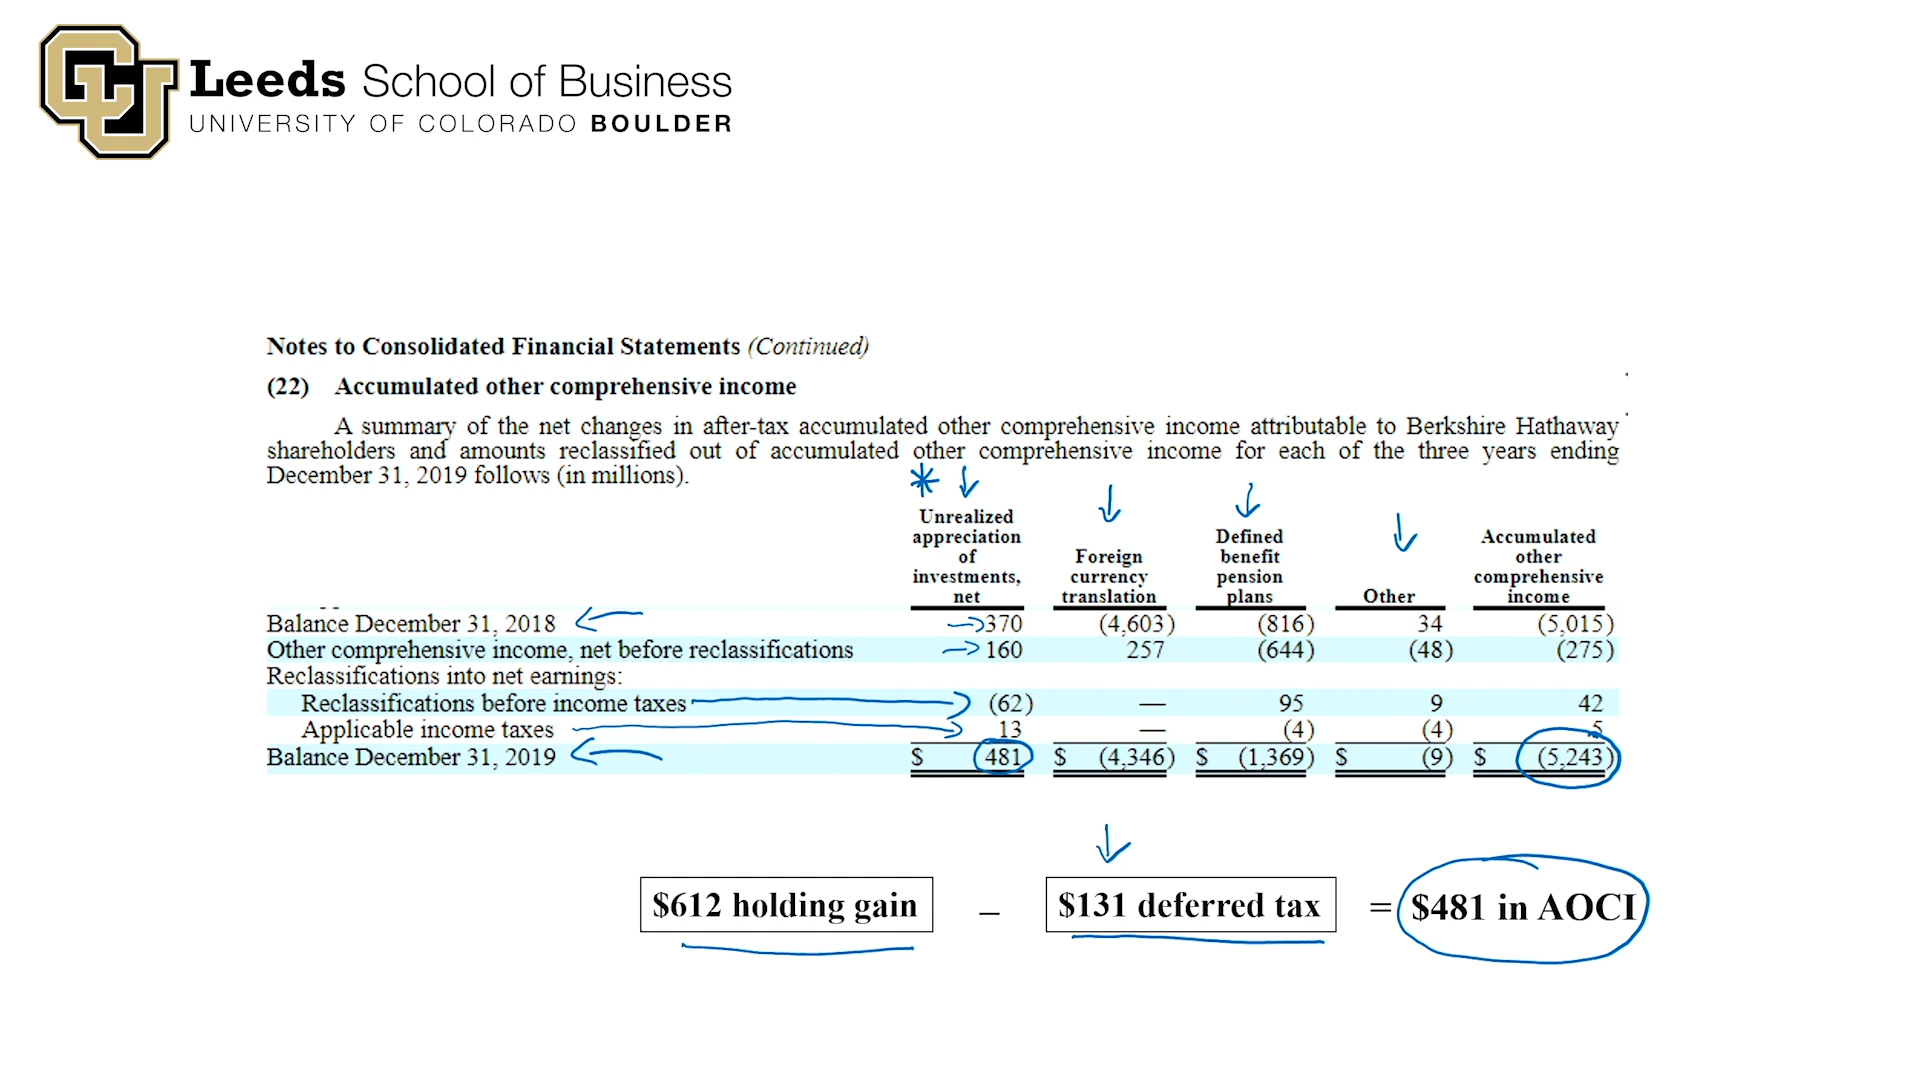 CU
Leeds School of Business
UNIVERSITY OF COLORADO BOULDER
Notes to Consolidated Financial Statements (Continued)
(22) Accumulated other comprehensive income
A summary of the net changes in after-tax accumulated other comprehensive income attributable to Berkshire Hathaway
shareholders and amounts reclassified out of accumulated other comprehensive income for each of the three years ending
December 31, 2019 follows (in millions).
*
Unrealized
appreciation Defined Accumulated
of Foreign benefit other
investments, currency pension comprehensive
net translation plans Other income
Balance December 31, 2018 370 (4,603) (816) 34 (5,015)
Other comprehensive income, net before reclassifications 160 257 (644) (48) (275)
Reclassifications into net earnings:
Reclassifications before income taxes (62) — 95 9 42
Applicable income taxes 13 — (4) (4) 5
Balance December 31, 2019 $ 481 $ (4,346) $ (1,369) $ (9) $ (5,243)
$612 holding gain – $131 deferred tax = $481 in AOCI